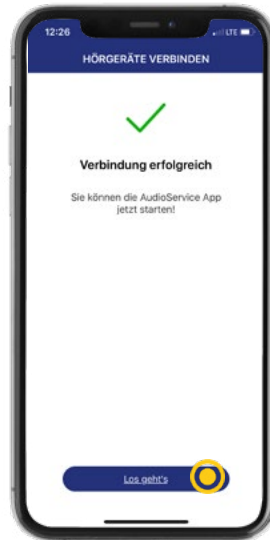 12:26
LTE
HÖRGERÄTE VERBINDEN
Verbindung erfolgreich
Sie können die AudioService App
jetzt starten!
Los geht's